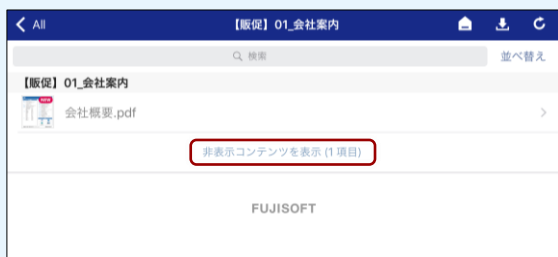 All
【販促】01_会社案内
検索
並べ替え
【販促】01_会社案内
会社概要.pdf
非表示コンテンツを表示 (1 項目)
FUJISOFT